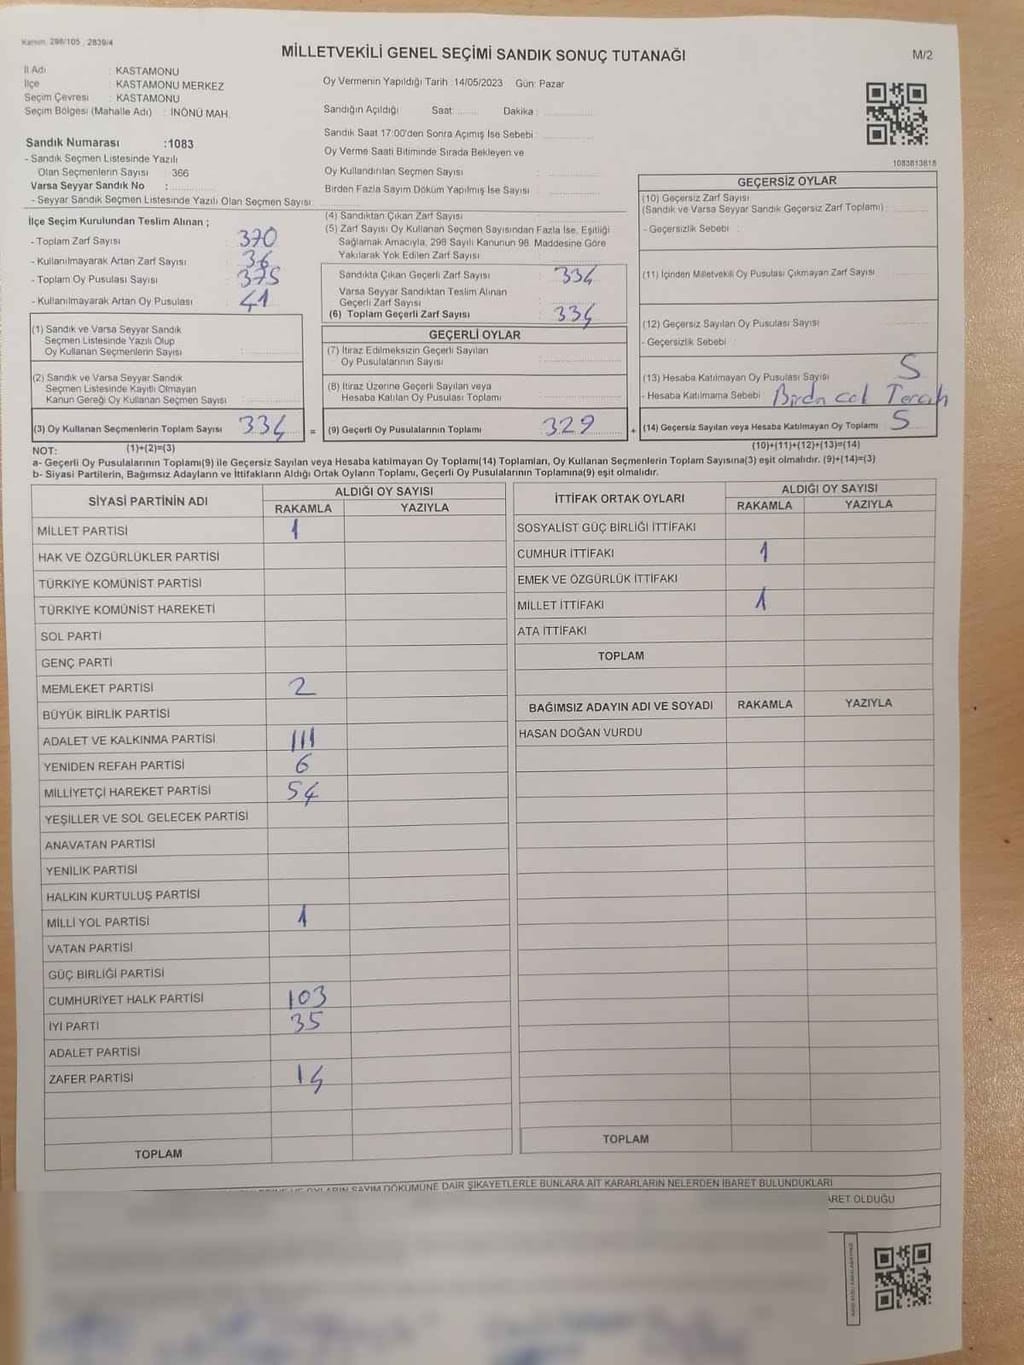 Kanun: 298/105 ; 2839/4
MİLLETVEKİLİ GENEL SEÇİMİ SANDIK SONUÇ TUTANAĞI
M/2
İl Adı : KASTAMONU
İlçe : KASTAMONU MERKEZ
Seçim Çevresi : KASTAMONU
Seçim Bölgesi (Mahalle Adı) : İNÖNÜ MAH.
Sandık Numarası :1083
- Sandık Seçmen Listesinde Yazılı
Olan Seçmenlerin Sayısı : 366
Varsa Seyyar Sandık No :
- Seyyar Sandık Seçmen Listesinde Yazılı Olan Seçmen Sayısı:
Oy Vermenin Yapıldığı Tarih :14/05/2023 Gün: Pazar
Sandığın Açıldığı Saat: Dakika :
Sandık Saat 17:00'den Sonra Açımış İse Sebebi :
Oy Verme Saati Bitiminde Sırada Bekleyen ve
Oy Kullandırılan Seçmen Sayısı :
Birden Fazla Sayım Döküm Yapılmış İse Sayısı :
1083813618
İlçe Seçim Kurulundan Teslim Alınan ;
- Toplam Zarf Sayısı : 370
- Kullanılmayarak Artan Zarf Sayısı : 36
- Toplam Oy Pusulası Sayısı : 375
- Kullanılmayarak Artan Oy Pusulası : 41
(1) Sandık ve Varsa Seyyar Sandık
Seçmen Listesinde Yazılı Olup
Oy Kullanan Seçmenlerin Sayısı :
(2) Sandık ve Varsa Seyyar Sandık
Seçmen Listesinde Kayıtlı Olmayan
Kanun Gereği Oy Kullanan Seçmen Sayısı :
(3) Oy Kullanan Seçmenlerin Toplam Sayısı 334
(4) Sandıktan Çıkan Zarf Sayısı :
(5) Zarf Sayısı Oy Kullanan Seçmen Sayısından Fazla İse, Eşitliği
Sağlamak Amacıyla, 298 Sayılı Kanunun 98. Maddesine Göre
Yakılarak Yok Edilen Zarf Sayısı :
Sandıkta Çıkan Geçerli Zarf Sayısı : 334
Varsa Seyyar Sandıktan Teslim Alınan
Geçerli Zarf Sayısı :
(6) Toplam Geçerli Zarf Sayısı : 334
GEÇERLİ OYLAR
(7) İtiraz Edilmeksizin Geçerli Sayılan
Oy Pusulalarının Sayısı :
(8) İtiraz Üzerine Geçerli Sayılan veya
Hesaba Katılan Oy Pusulası Toplamı :
= (9) Geçerli Oy Pusulalarının Toplamı : 329
GEÇERSİZ OYLAR
(10) Geçersiz Zarf Sayısı
(Sandık ve Varsa Seyyar Sandık Geçersiz Zarf Toplamı) :
- Geçersizlik Sebebi :
(11) İçinden Milletvekili Oy Pusulası Çıkmayan Zarf Sayısı :
(12) Geçersiz Sayılan Oy Pusulası Sayısı :
- Geçersizlik Sebebi :
(13) Hesaba Katılmayan Oy Pusulası Sayısı : 5
- Hesaba Katılmama Sebebi :
+ (14) Geçersiz Sayılan veya Hesaba Katılmayan Oy Toplamı : 5
NOT: (1)+(2)=(3)
(10)+(11)+(12)+(13)=(14)
a- Geçerli Oy Pusulalarının Toplamı(9) ile Geçersiz Sayılan veya Hesaba katılmayan Oy Toplamı(14) Toplamları, Oy Kullanan Seçmenlerin Toplam Sayısına(3) eşit olmalıdır. (9)+(14)=(3)
b- Siyasi Partilerin, Bağımsız Adayların ve İttifakların Aldığı Ortak Oyların Toplamı, Geçerli Oy Pusulalarının Toplamına(9) eşit olmalıdır.
SİYASİ PARTİNİN ADI
ALDIĞI OY SAYISI
RAKAMLA YAZIYLA
MİLLET PARTİSİ 1
HAK VE ÖZGÜRLÜKLER PARTİSİ
TÜRKİYE KOMÜNİST PARTİSİ
TÜRKİYE KOMÜNİST HAREKETİ
SOL PARTİ
GENÇ PARTİ
MEMLEKET PARTİSİ 2
BÜYÜK BİRLİK PARTİSİ
ADALET VE KALKINMA PARTİSİ 111
YENİDEN REFAH PARTİSİ 6
MİLLİYETÇİ HAREKET PARTİSİ 54
YEŞİLLER VE SOL GELECEK PARTİSİ
ANAVATAN PARTİSİ
YENİLİK PARTİSİ
HALKIN KURTULUŞ PARTİSİ
MİLLİ YOL PARTİSİ 1
VATAN PARTİSİ
GÜÇ BİRLİĞİ PARTİSİ
CUMHURİYET HALK PARTİSİ 103
İYİ PARTİ 35
ADALET PARTİSİ
ZAFER PARTİSİ 14
TOPLAM
İTTİFAK ORTAK OYLARI
ALDIĞI OY SAYISI
RAKAMLA YAZIYLA
SOSYALİST GÜÇ BİRLİĞİ İTTİFAKI
CUMHUR İTTİFAKI 1
EMEK VE ÖZGÜRLÜK İTTİFAKI
MİLLET İTTİFAKI 1
ATA İTTİFAKI
TOPLAM
BAĞIMSIZ ADAYIN ADI VE SOYADI RAKAMLA YAZIYLA
HASAN DOĞAN VURDU
TOPLAM
OYLARIN SAYIM DÖKÜMÜNE DAİR ŞİKAYETLERLE BUNLARA AİT KARARLARIN NELERDEN İBARET BULUNDUKLARI
OLDUĞU